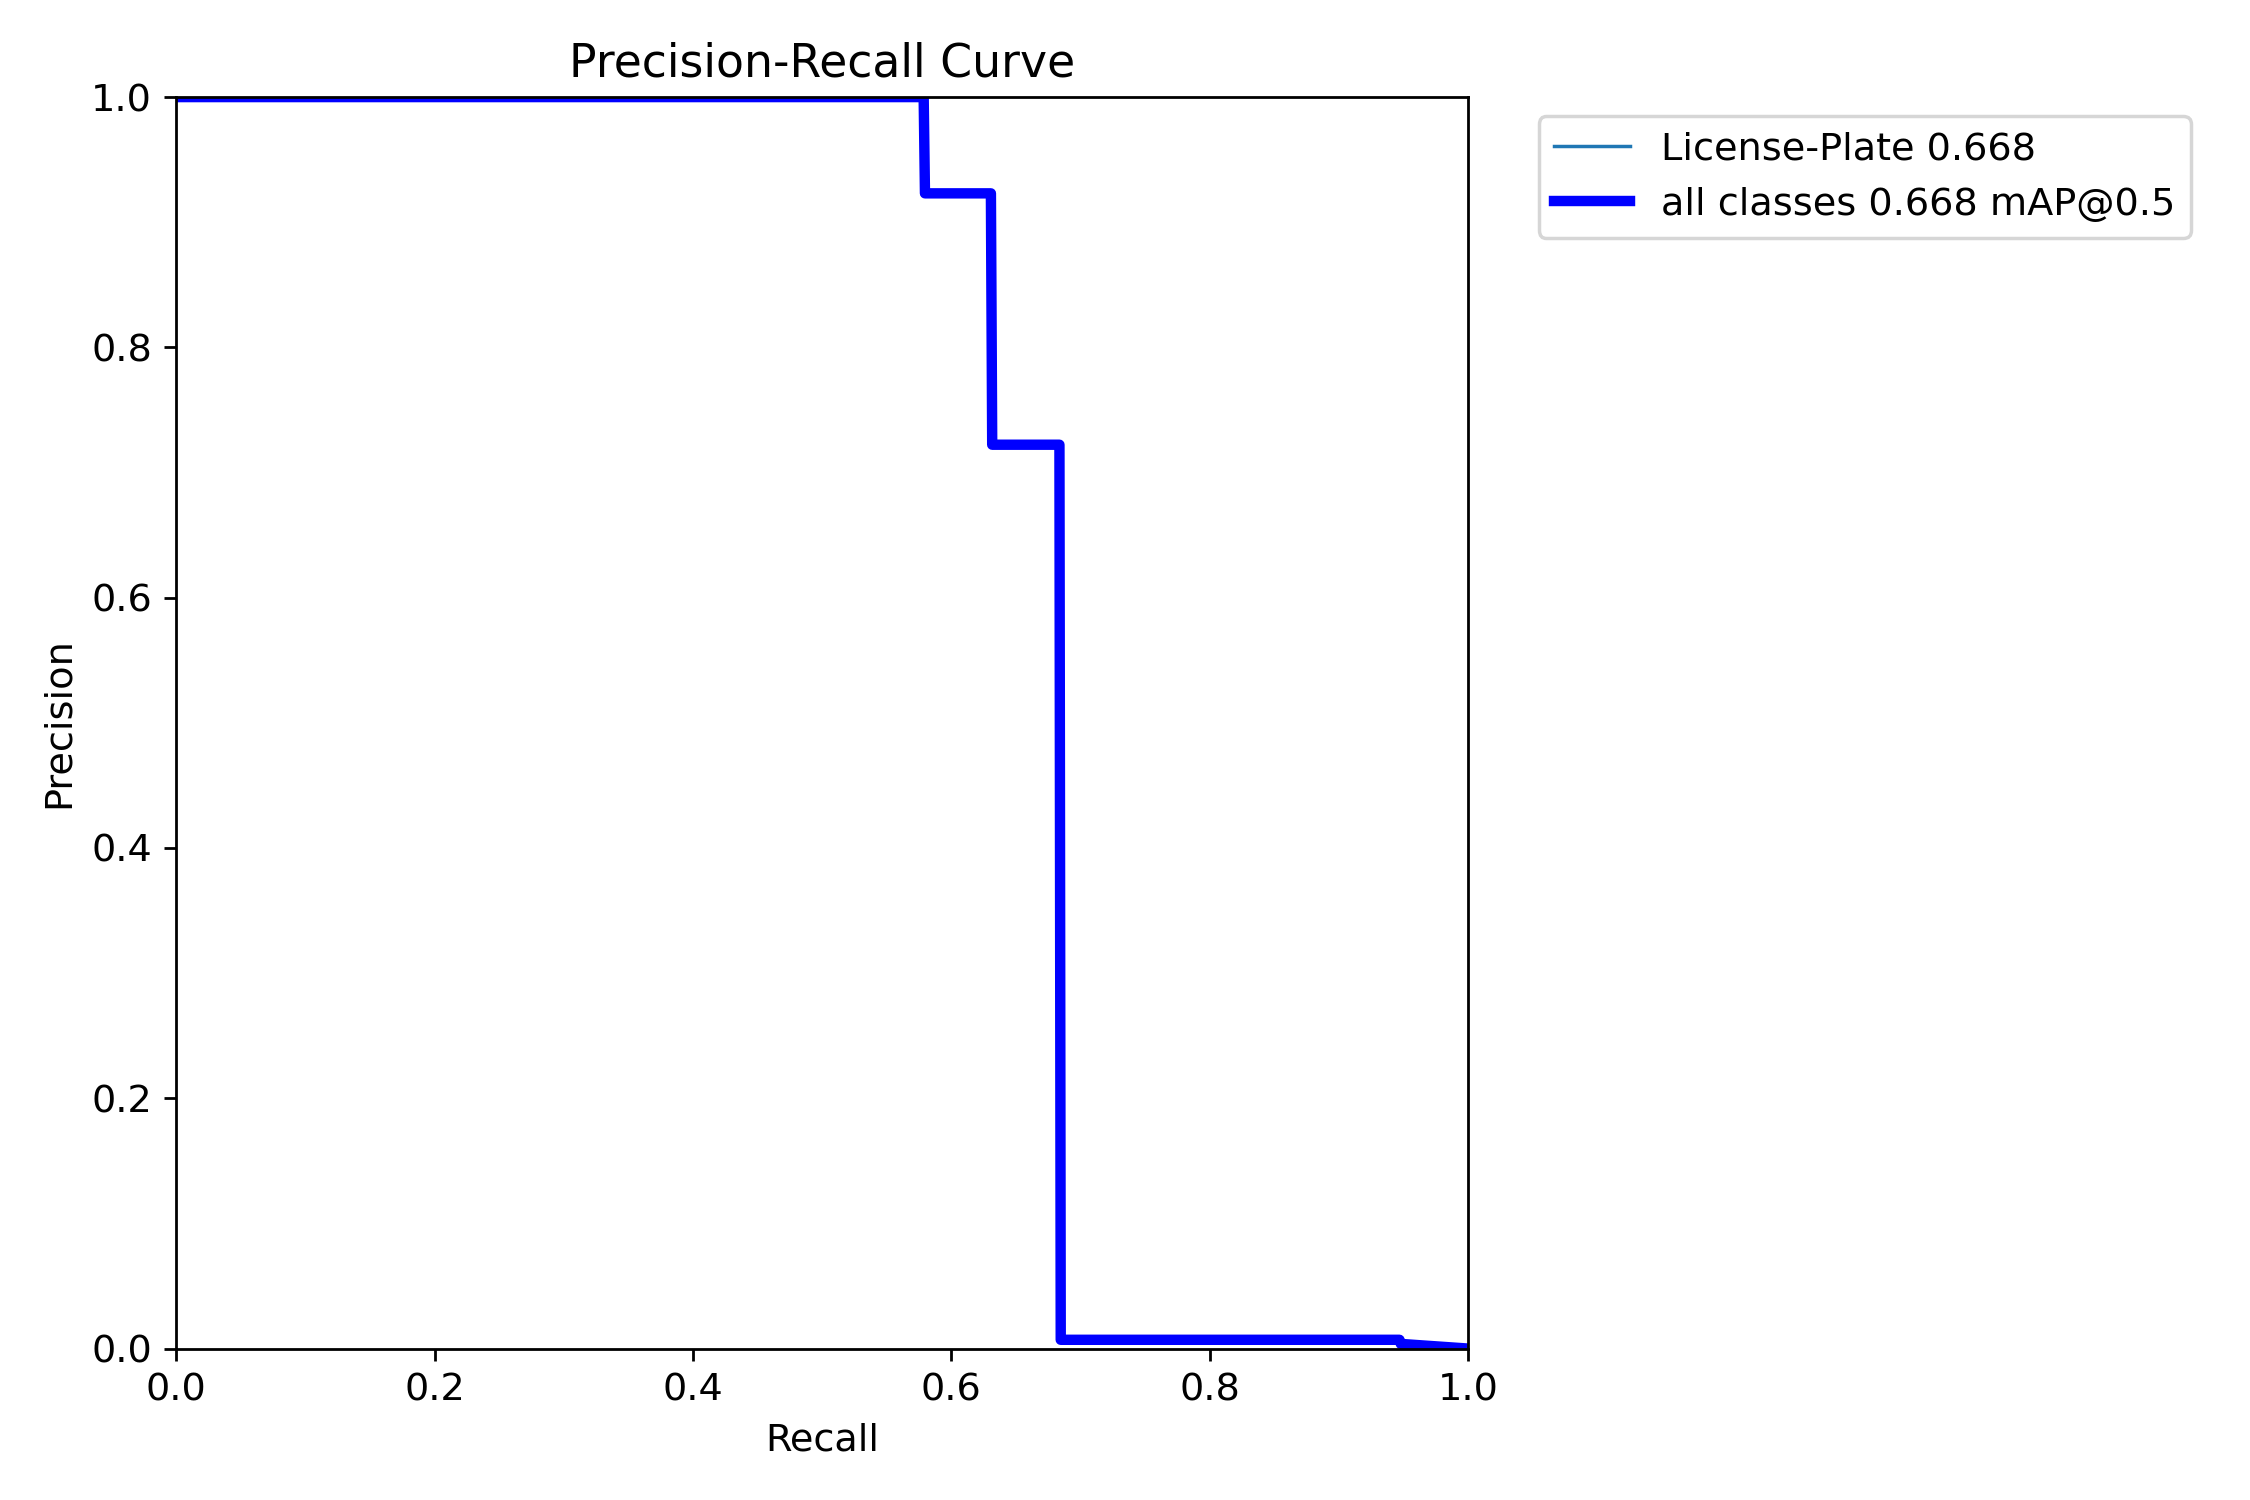 Precision-Recall Curve
1.0
0.8
0.6
0.4
0.2
0.0
Precision
0.0 0.2 0.4 0.6 0.8 1.0
Recall
License-Plate 0.668
all classes 0.668 mAP@0.5